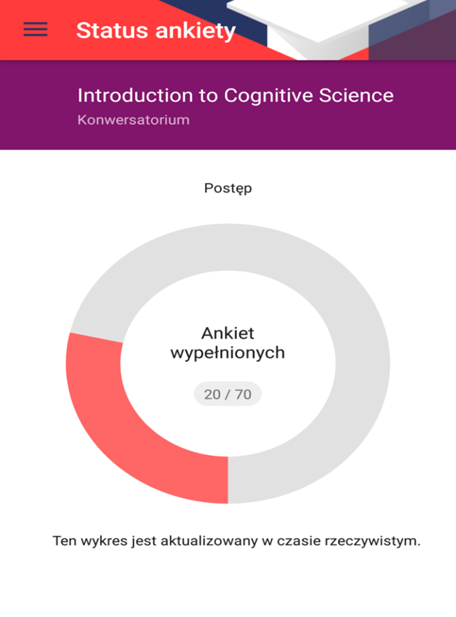 Status ankiety
Introduction to Cognitive Science
Konwersatorium
Postęp
Ankiet
wypełnionych
20 / 70
Ten wykres jest aktualizowany w czasie rzeczywistym.